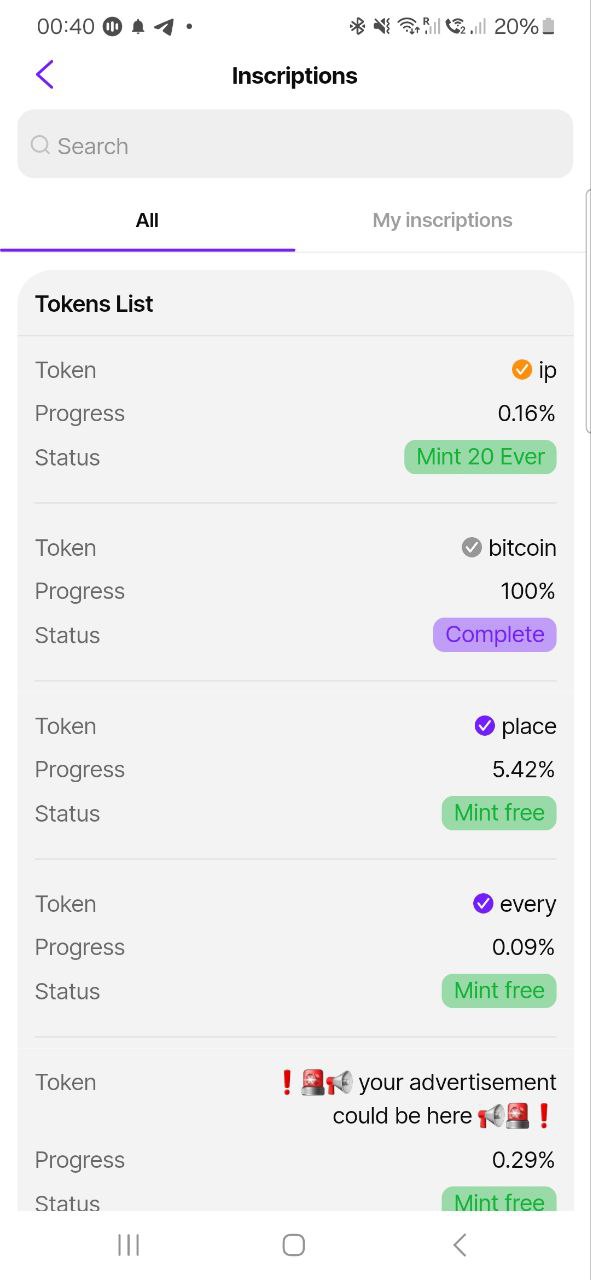 00:40 R 2 20%
Inscriptions
Search
All My inscriptions
Tokens List
Token ip
Progress 0.16%
Status Mint 20 Ever
Token bitcoin
Progress 100%
Status Complete
Token place
Progress 5.42%
Status Mint free
Token every
Progress 0.09%
Status Mint free
Token ❗🚨📢 your advertisement
could be here 📢🚨❗
Progress 0.29%
Status Mint free